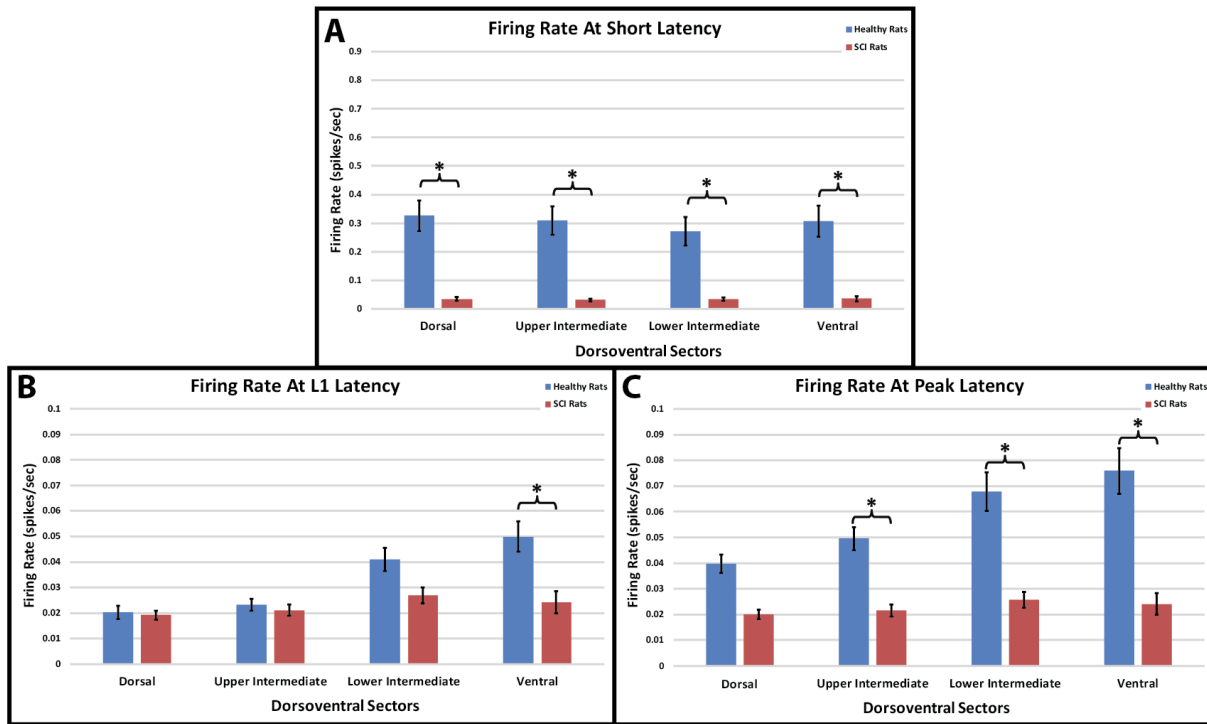 A
Firing Rate At Short Latency
Healthy Rats
SCI Rats
Firing Rate (spikes/sec)
0.9
0.8
0.7
0.6
0.5
0.4
0.3
0.2
0.1
0
*
*
*
*
Dorsal
Upper Intermediate
Lower Intermediate
Ventral
Dorsoventral Sectors
B
Firing Rate At L1 Latency
Healthy Rats
SCI Rats
Firing Rate (spikes/sec)
0.1
0.09
0.08
0.07
0.06
0.05
0.04
0.03
0.02
0.01
0
*
Dorsal
Upper Intermediate
Lower Intermediate
Ventral
Dorsoventral Sectors
C
Firing Rate At Peak Latency
Healthy Rats
SCI Rats
Firing Rate (spikes/sec)
0.1
0.09
0.08
0.07
0.06
0.05
0.04
0.03
0.02
0.01
0
*
*
*
Dorsal
Upper Intermediate
Lower Intermediate
Ventral
Dorsoventral Sectors